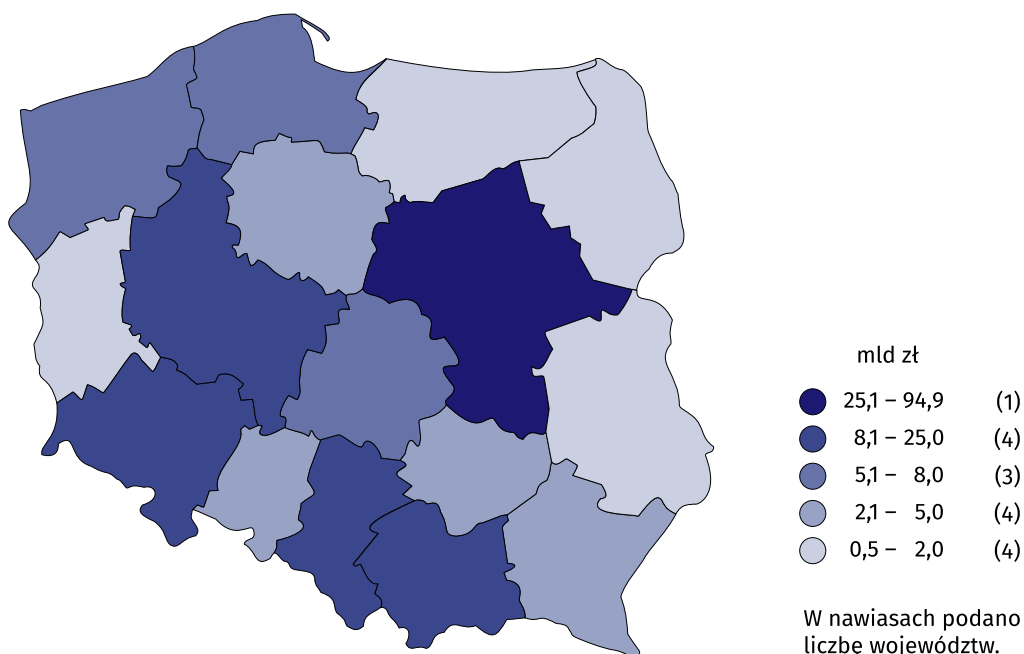 mld zł
25,1 – 94,9 (1)
8,1 – 25,0 (4)
5,1 – 8,0 (3)
2,1 – 5,0 (4)
0,5 – 2,0 (4)
W nawiasach podano
liczbę województw.